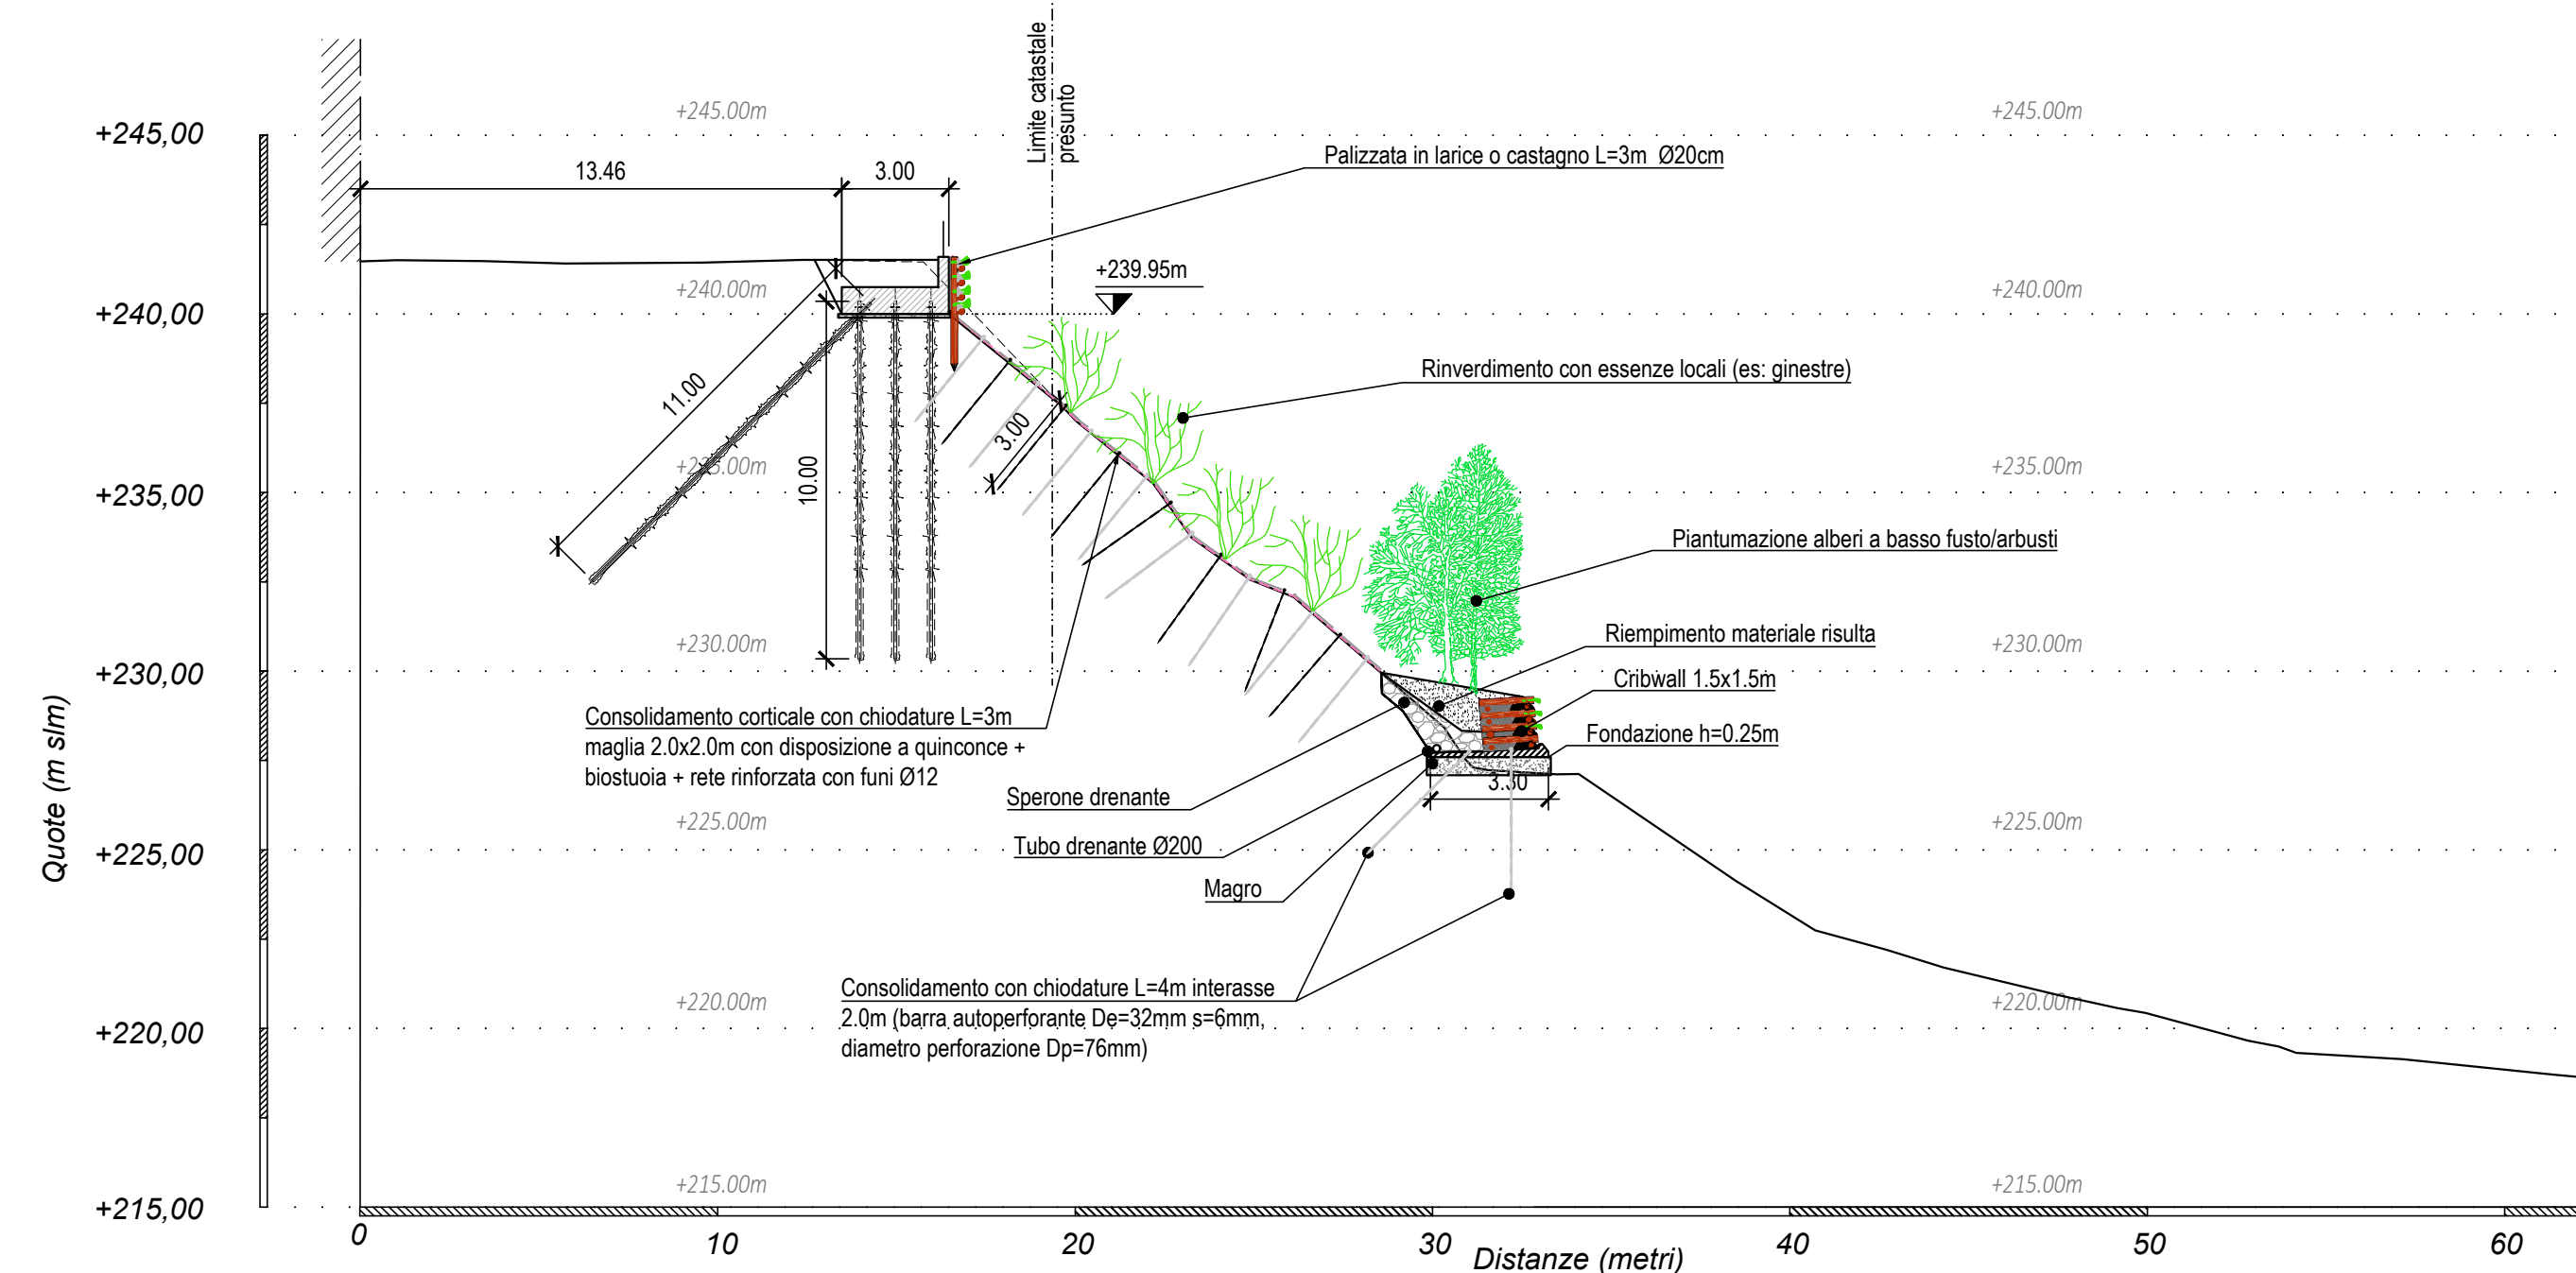 Limite catastale
presunto
+245,00
+245.00m
+245.00m
13.46
3.00
Palizzata in larice o castagno L=3m Ø20cm
+239.95m
+240,00
+240.00m
+240.00m
11.00
Rinverdimento con essenze locali (es: ginestre)
3.00
10.00
+235,00
+235.00m
+235.00m
Piantumazione alberi a basso fusto/arbusti
+230,00
+230.00m
+230.00m
Riempimento materiale risulta
Cribwall 1.5x1.5m
Fondazione h=0.25m
Consolidamento corticale con chiodature L=3m
maglia 2.0x2.0m con disposizione a quinconce +
biostuoia + rete rinforzata con funi Ø12
3.30
Sperone drenante
Tubo drenante Ø200
Magro
Quote (m slm)
+225,00
+225.00m
+225.00m
Consolidamento con chiodature L=4m interasse
2.0m (barra autoperforante De=32mm s=6mm,
diametro perforazione Dp=76mm)
+220,00
+220.00m
+220.00m
+215,00
+215.00m
+215.00m
0
10
20
30
40
50
60
Distanze (metri)